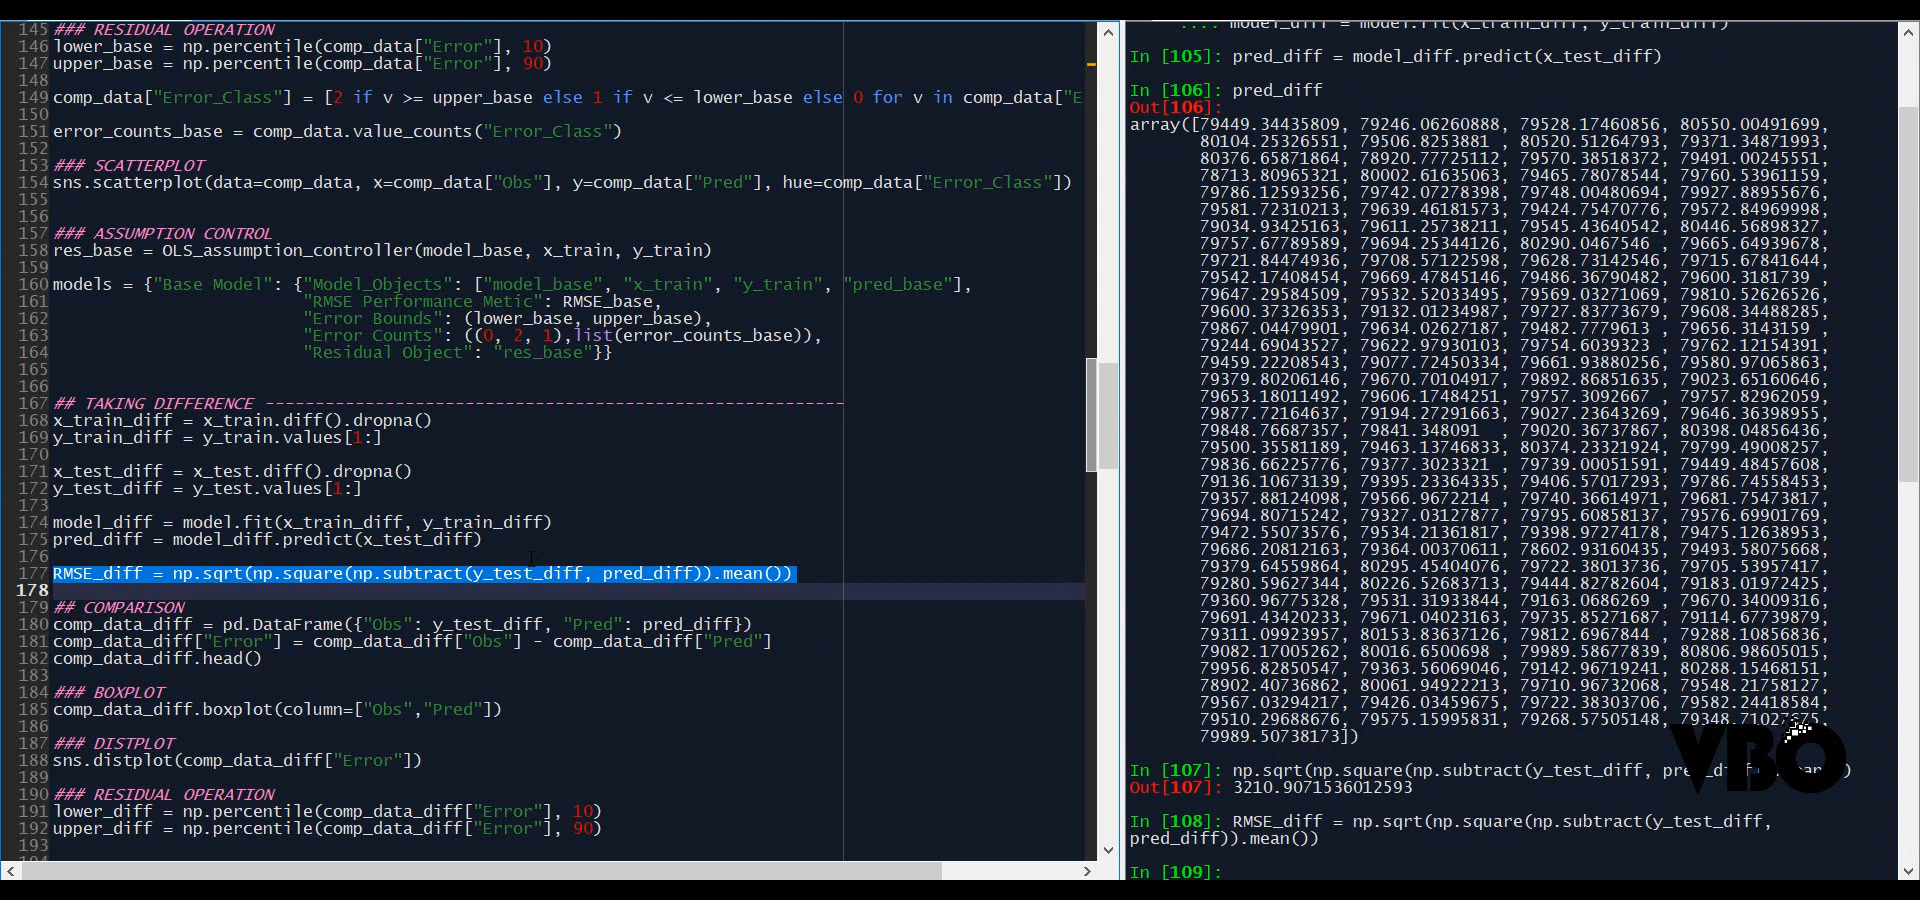 145 ### RESIDUAL OPERATION
146 lower_base = np.percentile(comp_data["Error"], 10)
147 upper_base = np.percentile(comp_data["Error"], 90)
148
149 comp_data["Error_Class"] = [2 if v >= upper_base else 1 if v <= lower_base else 0 for v in comp_data["E
150
151 error_counts_base = comp_data.value_counts("Error_Class")
152
153 ### SCATTERPLOT
154 sns.scatterplot(data=comp_data, x=comp_data["Obs"], y=comp_data["Pred"], hue=comp_data["Error_Class"])
155
156
157 ### ASSUMPTION CONTROL
158 res_base = OLS_assumption_controller(model_base, x_train, y_train)
159
160 models = {"Base Model": {"Model_Objects": ["model_base", "x_train", "y_train", "pred_base"],
161 "RMSE Performance Metic": RMSE_base,
162 "Error Bounds": (lower_base, upper_base),
163 "Error Counts": ((0, 2, 1),list(error_counts_base)),
164 "Residual Object": "res_base"}}
165
166
167 ## TAKING DIFFERENCE ----------------------------------------------------------
168 x_train_diff = x_train.diff().dropna()
169 y_train_diff = y_train.values[1:]
170
171 x_test_diff = x_test.diff().dropna()
172 y_test_diff = y_test.values[1:]
173
174 model_diff = model.fit(x_train_diff, y_train_diff)
175 pred_diff = model_diff.predict(x_test_diff)
176
177 RMSE_diff = np.sqrt(np.square(np.subtract(y_test_diff, pred_diff)).mean())
178
179 ## COMPARISON
180 comp_data_diff = pd.DataFrame({"Obs": y_test_diff, "Pred": pred_diff})
181 comp_data_diff["Error"] = comp_data_diff["Obs"] - comp_data_diff["Pred"]
182 comp_data_diff.head()
183
184 ### BOXPLOT
185 comp_data_diff.boxplot(column=["Obs","Pred"])
186
187 ### DISTPLOT
188 sns.distplot(comp_data_diff["Error"])
189
190 ### RESIDUAL OPERATION
191 lower_diff = np.percentile(comp_data_diff["Error"], 10)
192 upper_diff = np.percentile(comp_data_diff["Error"], 90)
193
...: model_diff = model.fit(x_train_diff, y_train_diff)
In [105]: pred_diff = model_diff.predict(x_test_diff)
In [106]: pred_diff
Out[106]:
array([79449.34435809, 79246.06260888, 79528.17460856, 80550.00491699,
80104.25326551, 79506.8253881 , 80520.51264793, 79371.34871993,
80376.65871864, 78920.77725112, 79570.38518372, 79491.00245551,
78713.80965321, 80002.61635063, 79465.78078544, 79760.53961159,
79786.12593256, 79742.07278398, 79748.00480694, 79927.88955676,
79581.72310213, 79639.46181573, 79424.75470776, 79572.84969998,
79034.93425163, 79611.25738211, 79545.43640542, 80446.56898327,
79757.67789589, 79694.25344126, 80290.0467546 , 79665.64939678,
79721.84474936, 79708.57122598, 79628.73142546, 79715.67841644,
79542.17408454, 79669.47845146, 79486.36790482, 79600.3181739 ,
79647.29584509, 79532.52033495, 79569.03271069, 79810.52626526,
79600.37326353, 79132.01234987, 79727.83773679, 79608.34488285,
79867.04479901, 79634.02627187, 79482.7779613 , 79656.3143159 ,
79244.69043527, 79622.97930103, 79754.6039323 , 79762.12154391,
79459.22208543, 79077.72450334, 79661.93880256, 79580.97065863,
79379.80206146, 79670.70104917, 79892.86851635, 79023.65160646,
79653.18011492, 79606.17484251, 79757.3092667 , 79757.82962059,
79877.72164637, 79194.27291663, 79027.23643269, 79646.36398955,
79848.76687357, 79841.348091 , 79020.36737867, 80398.04856436,
79500.35581189, 79463.13746833, 80374.23321924, 79799.49008257,
79836.66225776, 79377.3023321 , 79739.00051591, 79449.48457608,
79136.10673139, 79395.23364335, 79406.57017293, 79786.74558453,
79357.88124098, 79566.9672214 , 79740.36614971, 79681.75473817,
79694.80715242, 79327.03127877, 79795.60858137, 79576.69901769,
79472.55073576, 79534.21361817, 79398.97274418, 79475.12638953,
79686.20812163, 79364.00370611, 78602.93160435, 79493.58075668,
79379.64559864, 80295.45404076, 79722.38013736, 79705.53957417,
79280.59627344, 80226.52683713, 79444.82782604, 79183.01972425,
79360.96775328, 79531.31933844, 79163.0686269 , 79670.34009316,
79691.43420233, 79671.04023163, 79735.85271687, 79114.67739879,
79311.09923957, 80153.83637126, 79812.6967844 , 79288.10856836,
79082.17005262, 80016.6500698 , 79989.58677839, 80806.98605015,
79956.82850547, 79363.56069046, 79142.96719241, 80288.15468151,
78902.40736862, 80061.94922213, 79710.96732068, 79548.21758127,
79567.03294217, 79426.03459675, 79722.38303706, 79582.24418584,
79510.29688676, 79575.15995831, 79268.57505148, 79348.71027675,
79989.50738173])
In [107]: np.sqrt(np.square(np.subtract(y_test_diff, pred_diff)).mean())
Out[107]: 3210.9071536012593
In [108]: RMSE_diff = np.sqrt(np.square(np.subtract(y_test_diff,
pred_diff)).mean())
In [109]:
VBO